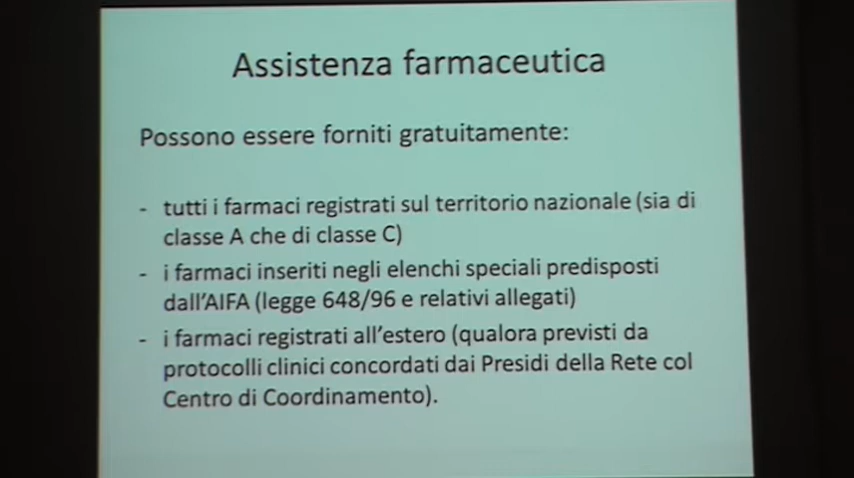 Assistenza farmaceutica
Possono essere forniti gratuitamente:
- tutti i farmaci registrati sul territorio nazionale (sia di
classe A che di classe C)
- i farmaci inseriti negli elenchi speciali predisposti
dall'AIFA (legge 648/96 e relativi allegati)
- i farmaci registrati all'estero (qualora previsti da
protocolli clinici concordati dai Presidi della Rete col
Centro di Coordinamento).